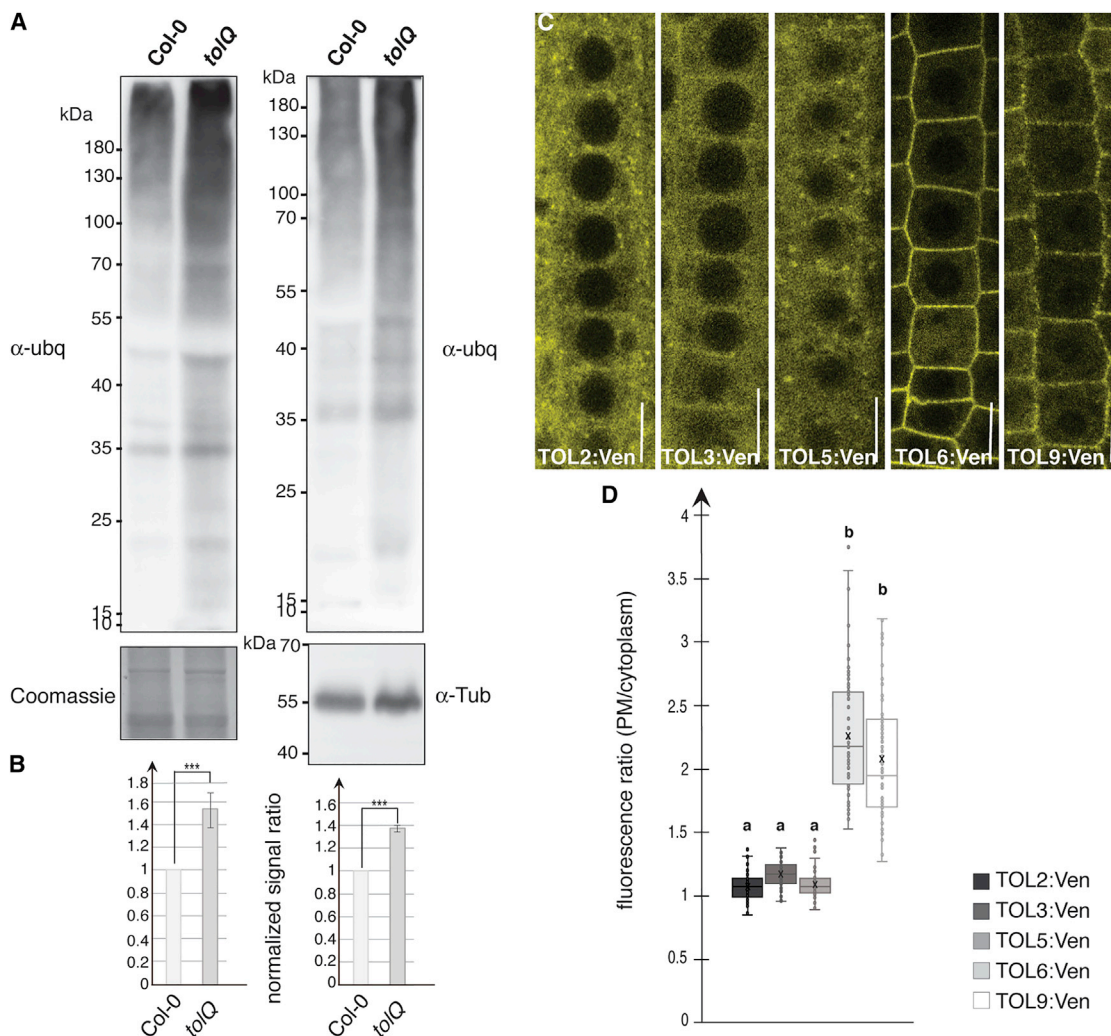 A
Col-0
tolQ
kDa
180
130
100
70
55
40
35
25
15
10
α-ubq
Coomassie
Col-0
tolQ
kDa
180
130
100
70
55
40
35
25
15
10
α-ubq
kDa 70
55
40
α-Tub
B
***
1.8
1.6
1.4
1.2
1
0.8
0.6
0.4
0.2
0
Col-0
tolQ
normalized signal ratio
***
1.6
1.4
1.2
1
0.8
0.6
0.4
0.2
0
Col-0
tolQ
C
TOL2:Ven
TOL3:Ven
TOL5:Ven
TOL6:Ven
TOL9:Ven
D
fluorescence ratio (PM/cytoplasm)
4
3.5
3
2.5
2
1.5
1
0.5
0
a
a
a
b
b
TOL2:Ven
TOL3:Ven
TOL5:Ven
TOL6:Ven
TOL9:Ven